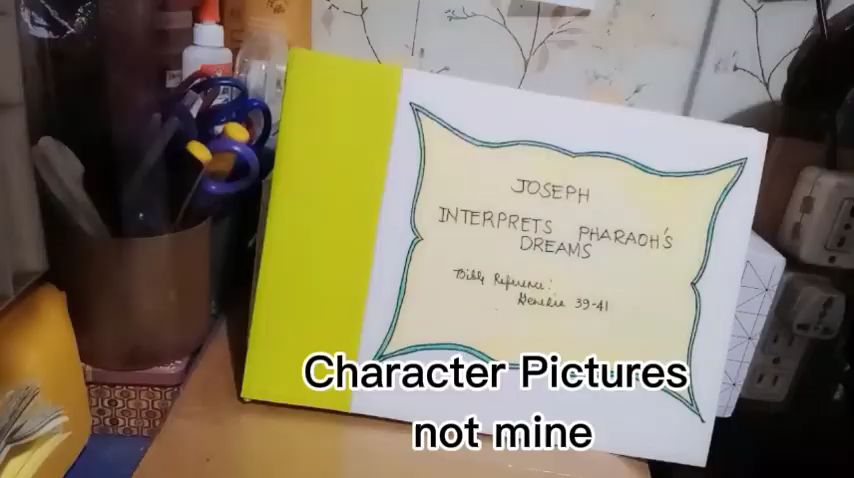 JOSEPH
INTERPRETS PHARAOH'S
DREAMS
Bible Reference:
Genesis 39-41
Character Pictures
not mine